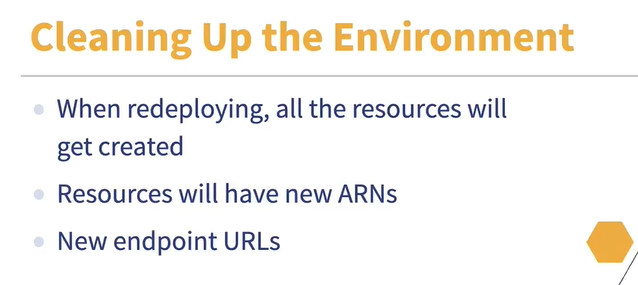 Cleaning Up the Environment
When redeploying, all the resources will
get created
Resources will have new ARNs
New endpoint URLs